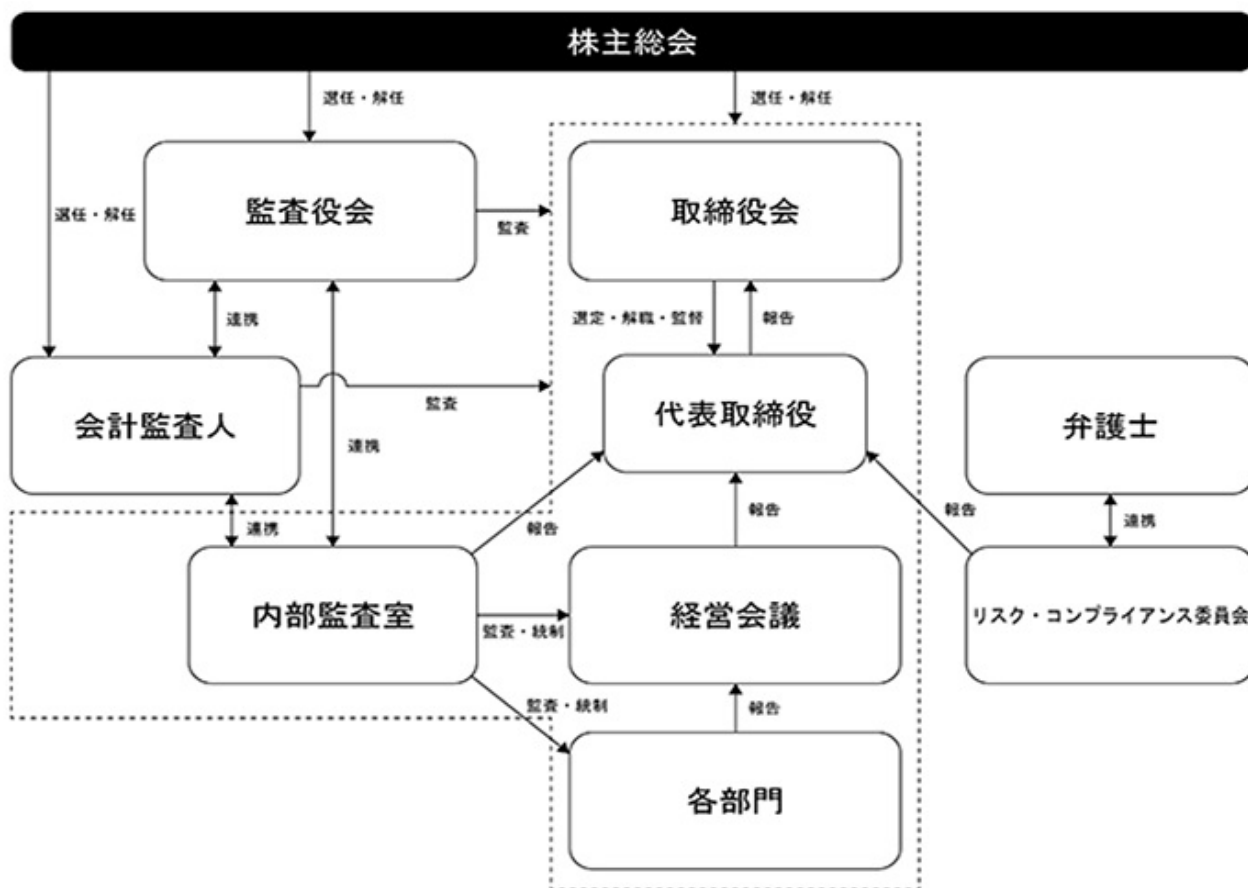 株主総会
選任・解任
選任・解任
選任・解任
監査役会
監査
取締役会
連携
選定・解職・監督
報告
会計監査人
監査
連携
代表取締役
弁護士
連携
報告
報告
報告
連携
内部監査室
監査・統制
経営会議
リスク・コンプライアンス委員会
監査・統制
報告
各部門